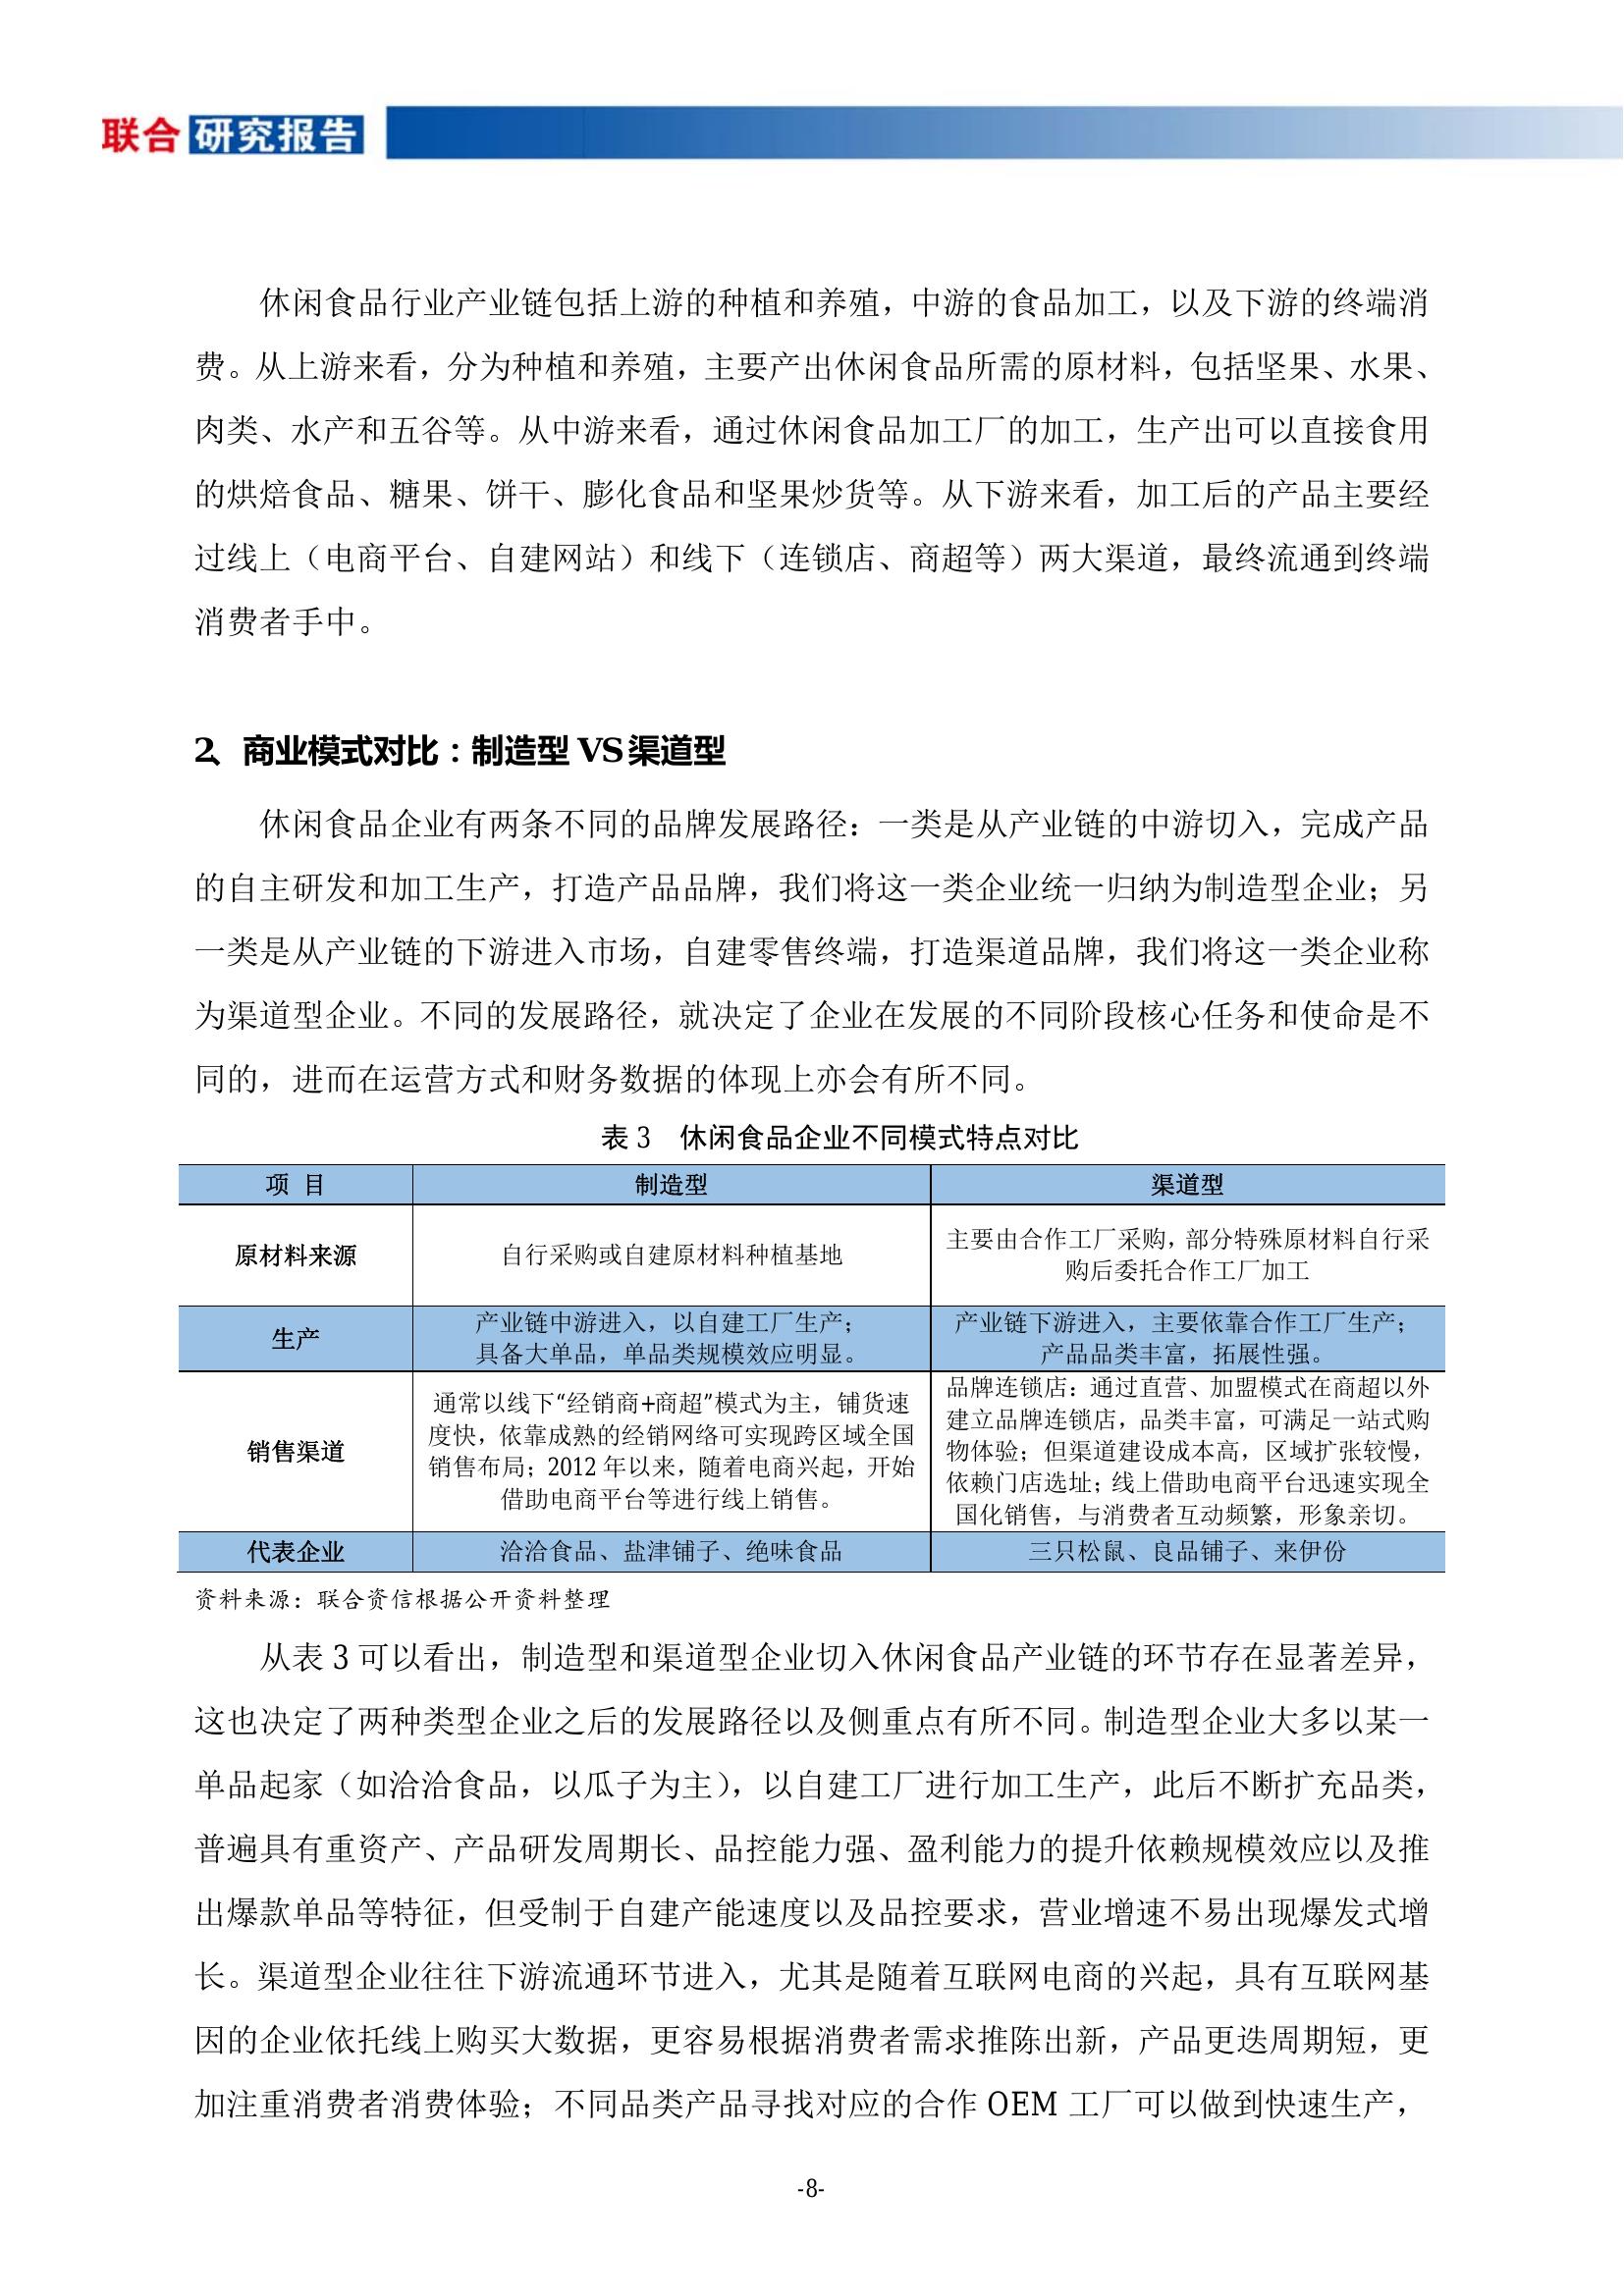 联合 研究报告
休闲食品行业产业链包括上游的种植和养殖，中游的食品加工，以及下游的终端消
费。从上游来看，分为种植和养殖，主要产出休闲食品所需的原材料，包括坚果、水果、
肉类、水产和五谷等。从中游来看，通过休闲食品加工厂的加工，生产出可以直接食用
的烘焙食品、糖果、饼干、膨化食品和坚果炒货等。从下游来看，加工后的产品主要经
过线上（电商平台、自建网站）和线下（连锁店、商超等）两大渠道，最终流通到终端
消费者手中。
2、商业模式对比：制造型 VS 渠道型
休闲食品企业有两条不同的品牌发展路径：一类是从产业链的中游切入，完成产品
的自主研发和加工生产，打造产品品牌，我们将这一类企业统一归纳为制造型企业；另
一类是从产业链的下游进入市场，自建零售终端，打造渠道品牌，我们将这一类企业称
为渠道型企业。不同的发展路径，就决定了企业在发展的不同阶段核心任务和使命是不
同的，进而在运营方式和财务数据的体现上亦会有所不同。
表 3 休闲食品企业不同模式特点对比
项 目 制造型 渠道型
原材料来源 自行采购或自建原材料种植基地
主要由合作工厂采购，部分特殊原材料自行采
购后委托合作工厂加工
生产
产业链中游进入，以自建工厂生产；
具备大单品，单品类规模效应明显。
产业链下游进入，主要依靠合作工厂生产；
产品品类丰富，拓展性强。
销售渠道
通常以线下“经销商+商超”模式为主，铺货速
度快，依靠成熟的经销网络可实现跨区域全国
销售布局；2012 年以来，随着电商兴起，开始
借助电商平台等进行线上销售。
品牌连锁店：通过直营、加盟模式在商超以外
建立品牌连锁店，品类丰富，可满足一站式购
物体验；但渠道建设成本高，区域扩张较慢，
依赖门店选址；线上借助电商平台迅速实现全
国化销售，与消费者互动频繁，形象亲切。
代表企业 洽洽食品、盐津铺子、绝味食品 三只松鼠、良品铺子、来伊份
资料来源：联合资信根据公开资料整理
从表 3 可以看出，制造型和渠道型企业切入休闲食品产业链的环节存在显著差异，
这也决定了两种类型企业之后的发展路径以及侧重点有所不同。制造型企业大多以某一
单品起家（如洽洽食品，以瓜子为主），以自建工厂进行加工生产，此后不断扩充品类，
普遍具有重资产、产品研发周期长、品控能力强、盈利能力的提升依赖规模效应以及推
出爆款单品等特征，但受制于自建产能速度以及品控要求，营业增速不易出现爆发式增
长。渠道型企业往往下游流通环节进入，尤其是随着互联网电商的兴起，具有互联网基
因的企业依托线上购买大数据，更容易根据消费者需求推陈出新，产品更迭周期短，更
加注重消费者消费体验；不同品类产品寻找对应的合作 OEM 工厂可以做到快速生产，
-8-